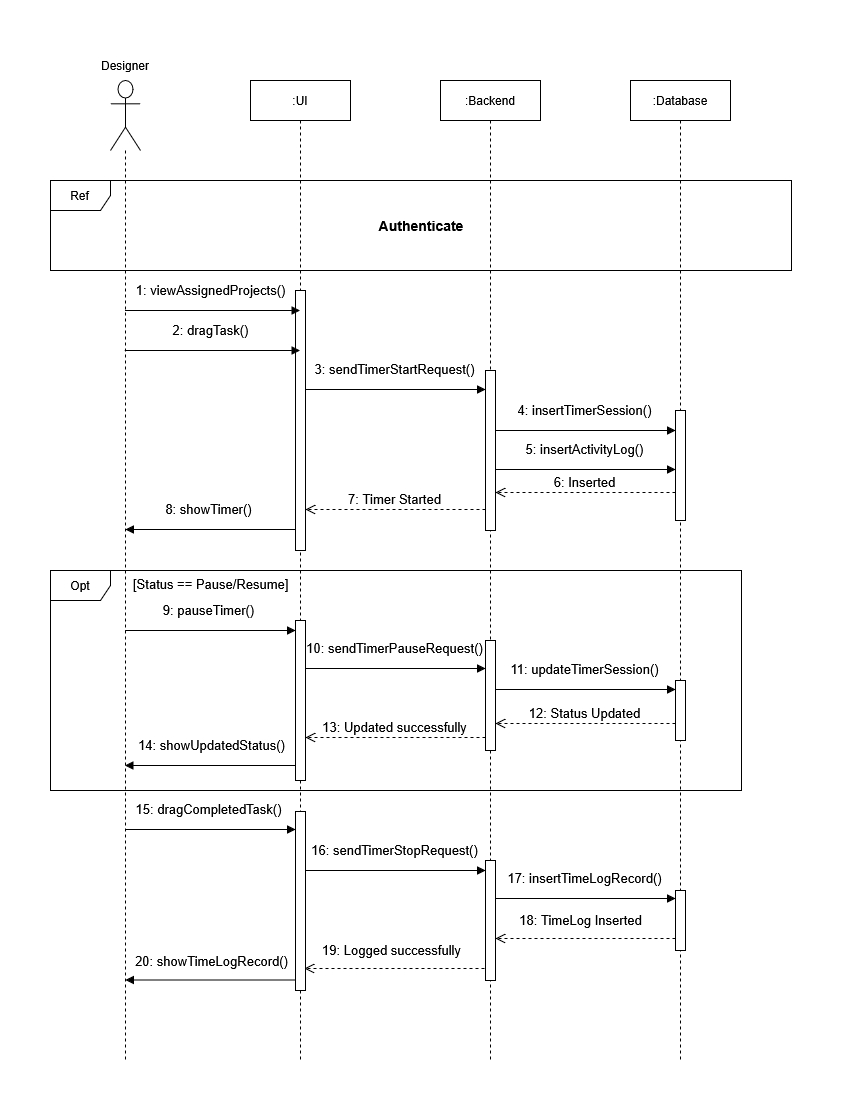 Designer
:UI
:Backend
:Database
Ref
Authenticate
1: viewAssignedProjects()
2: dragTask()
3: sendTimerStartRequest()
4: insertTimerSession()
5: insertActivityLog()
6: Inserted
7: Timer Started
8: showTimer()
Opt
[Status == Pause/Resume]
9: pauseTimer()
10: sendTimerPauseRequest()
11: updateTimerSession()
12: Status Updated
13: Updated successfully
14: showUpdatedStatus()
15: dragCompletedTask()
16: sendTimerStopRequest()
17: insertTimeLogRecord()
18: TimeLog Inserted
19: Logged successfully
20: showTimeLogRecord()